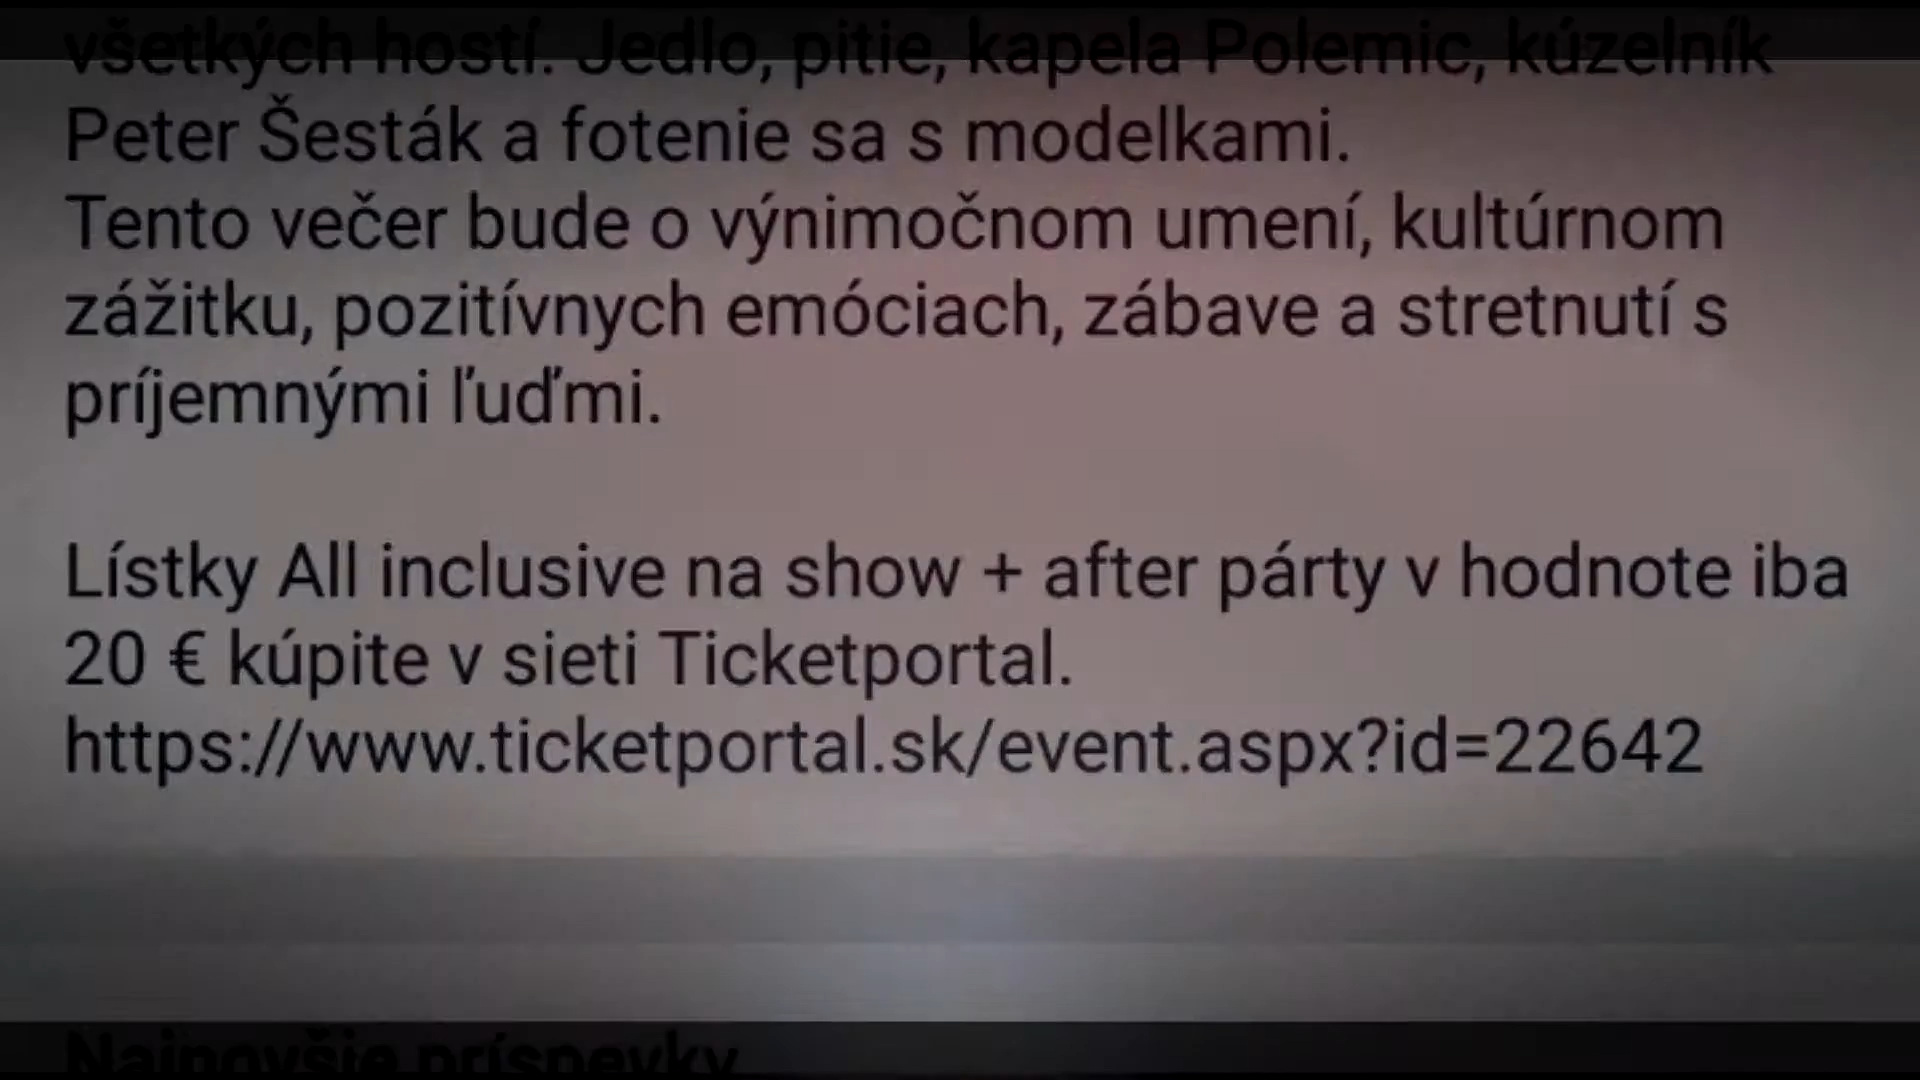 všetkých hostí. Jedlo, pitie, kapela Polemic, kúzelník
Peter Šesták a fotenie sa s modelkami.
Tento večer bude o výnimočnom umení, kultúrnom
zážitku, pozitívnych emóciach, zábave a stretnutí s
príjemnými ľuďmi.
Lístky All inclusive na show + after párty v hodnote iba
20 € kúpite v sieti Ticketportal.
https://www.ticketportal.sk/event.aspx?id=22642
Najnovšie príspevky